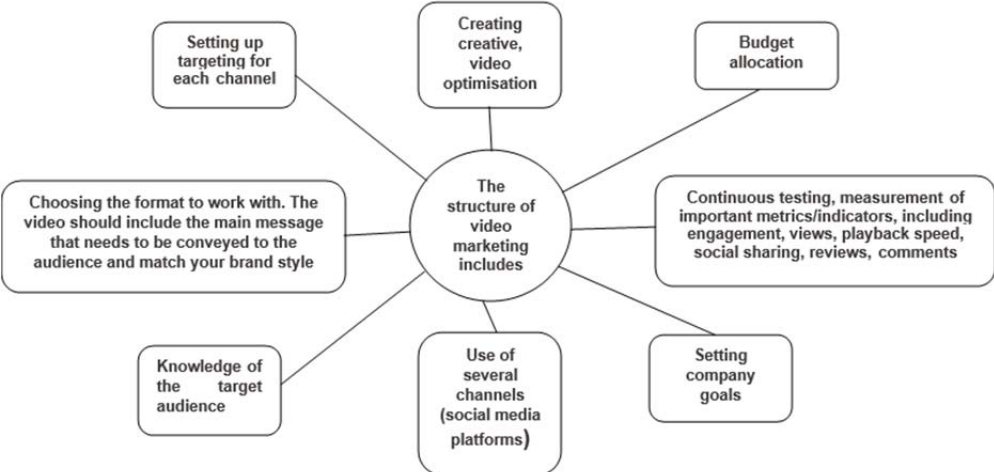 Setting up
targeting for
each channel
Creating
creative,
video
optimisation
Budget
allocation
Choosing the format to work with. The
video should include the main message
that needs to be conveyed to the
audience and match your brand style
The
structure of
video
marketing
includes
Continuous testing, measurement of
important metrics/indicators, including
engagement, views, playback speed,
social sharing, reviews, comments
Knowledge of
the target
audience
Use of
several
channels
(social media
platforms)
Setting
company
goals